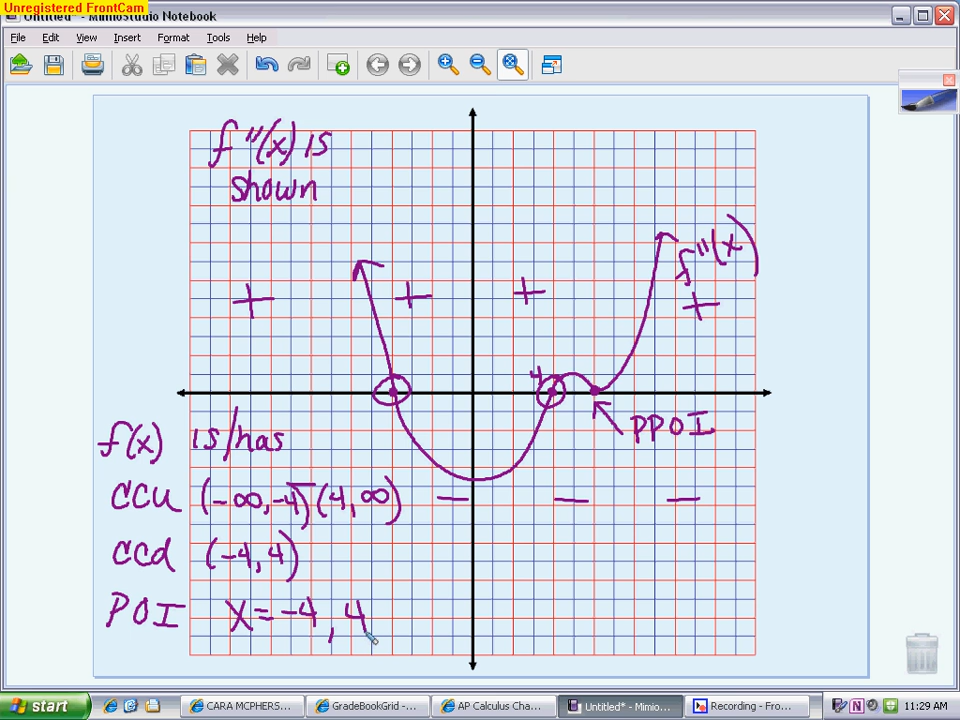 Unregistered FrontCam
Untitled* - MimioStudio Notebook
File Edit View Insert Format Tools Help
f"(x) is
shown
f"(x)
+ + + +
4
PPOI
f(x) is/has
CCU (-∞,-4) (4,∞)
— — —
CCd (-4,4)
POI X=-4,4
start CARA MCPHERS... GradeBookGrid -... AP Calculus Cha... Untitled* - Mimio... Recording - Fro... 11:29 AM